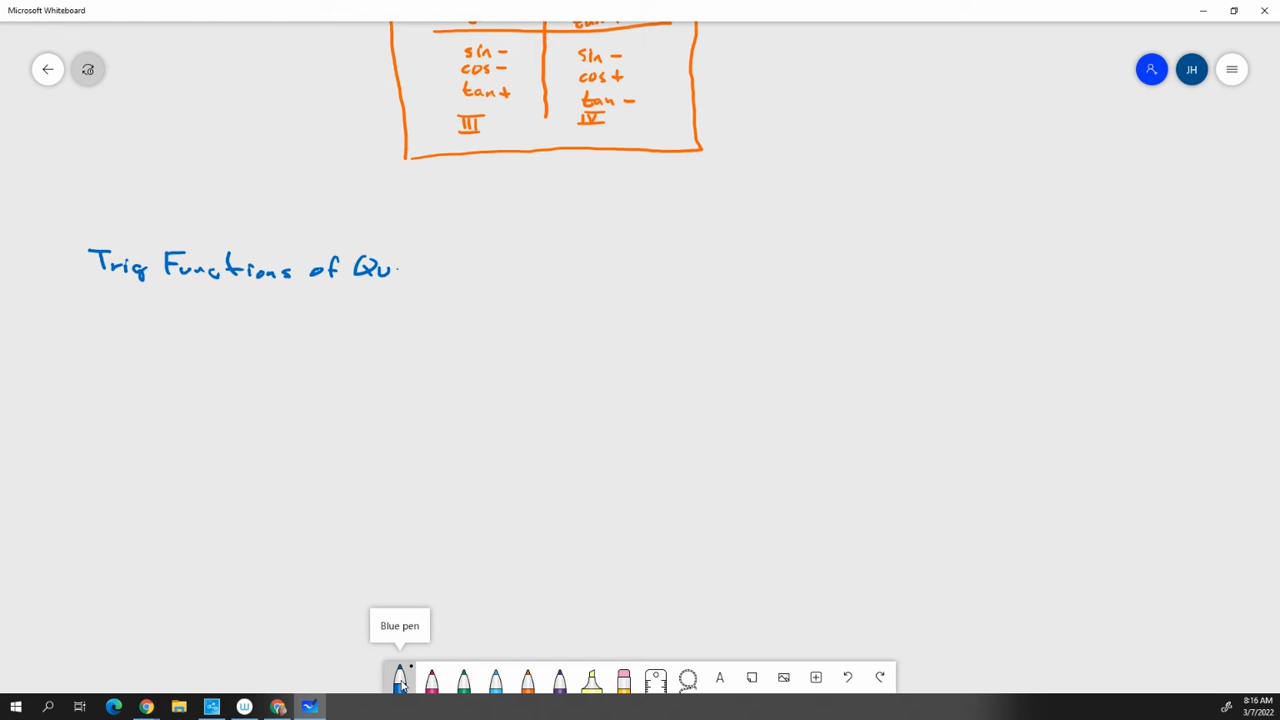 Microsoft Whiteboard
JH
sin -
cos -
tan +
III
sin -
cos +
tan -
IV
Trig Functions of Qu
Blue pen
A
8:16 AM
3/7/2022